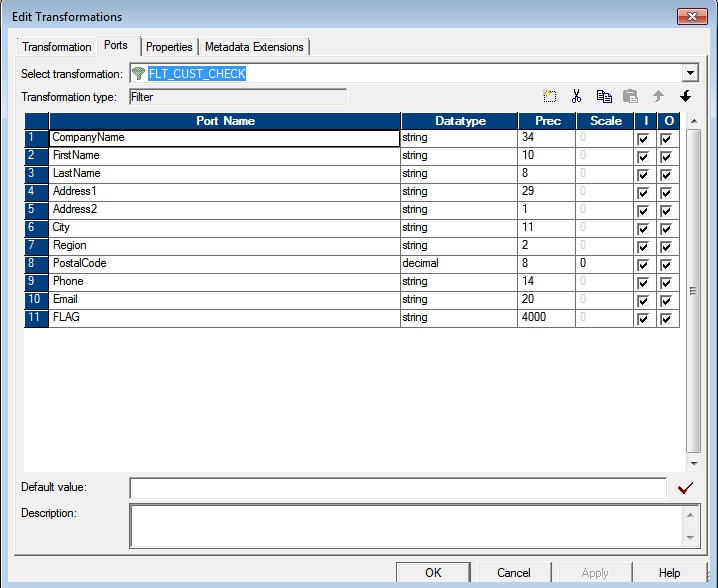 Edit Transformations
Transformation Ports Properties Metadata Extensions
Select transformation: FLT_CUST_CHECK
Transformation type: Filter
Port Name Datatype Prec Scale I O
1 CompanyName string 34 0
2 FirstName string 10 0
3 LastName string 8 0
4 Address1 string 29 0
5 Address2 string 1 0
6 City string 11 0
7 Region string 2 0
8 PostalCode decimal 8 0
9 Phone string 14 0
10 Email string 20 0
11 FLAG string 4000 0
Default value:
Description:
OK Cancel Apply Help